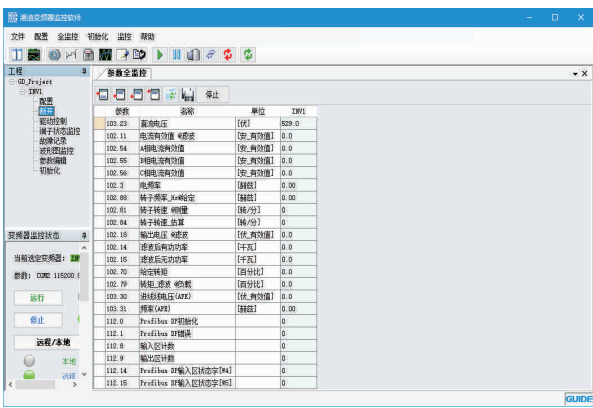 港迪变频器监控软件
文件 配置 全监控 初始化 监控 帮助
工程
GD_Project
INV1
配置
断开
驱动控制
端子状态监控
故障记录
波形图监控
参数编辑
初始化
变频器监控状态
当前选定变频器: INV
参数: COM2 115200
运行
停止
远程/本地
本地
远程
参数全监控
停止
参数 名称 单位 INV1
103.23 直流电压 [伏] 529.0
102.11 电流有效值 @滤波 [安_有效值] 0.0
102.54 A相电流有效值 [安_有效值] 0.0
102.55 B相电流有效值 [安_有效值] 0.0
102.56 C相电流有效值 [安_有效值] 0.0
102.3 电频率 [赫兹] 0.00
102.88 转子频率_Hz@给定 [赫兹] 0.00
102.81 转子转速 @测量 [转/分] 0
102.84 转子转速_估算 [转/分] 0
102.18 输出电压 @滤波 [伏_有效值] 0.0
102.14 滤波后有功功率 [千瓦] 0.0
102.15 滤波后无功功率 [千瓦] 0.0
102.70 给定转矩 [百分比] 0.0
102.79 转矩_滤波 @负载 [百分比] 0.0
103.30 进线线电压(AFE) [伏_有效值] 0.0
103.31 频率(AFE) [赫兹] 0.00
112.0 Profibus DP初始化 0
112.1 Profibus DP错误 0
112.8 输入区计数 0
112.9 输出区计数 0
112.14 Profibus DP输入区状态字[W4] 0
112.15 Profibus DP输入区状态字[W5] 0
GUIDE